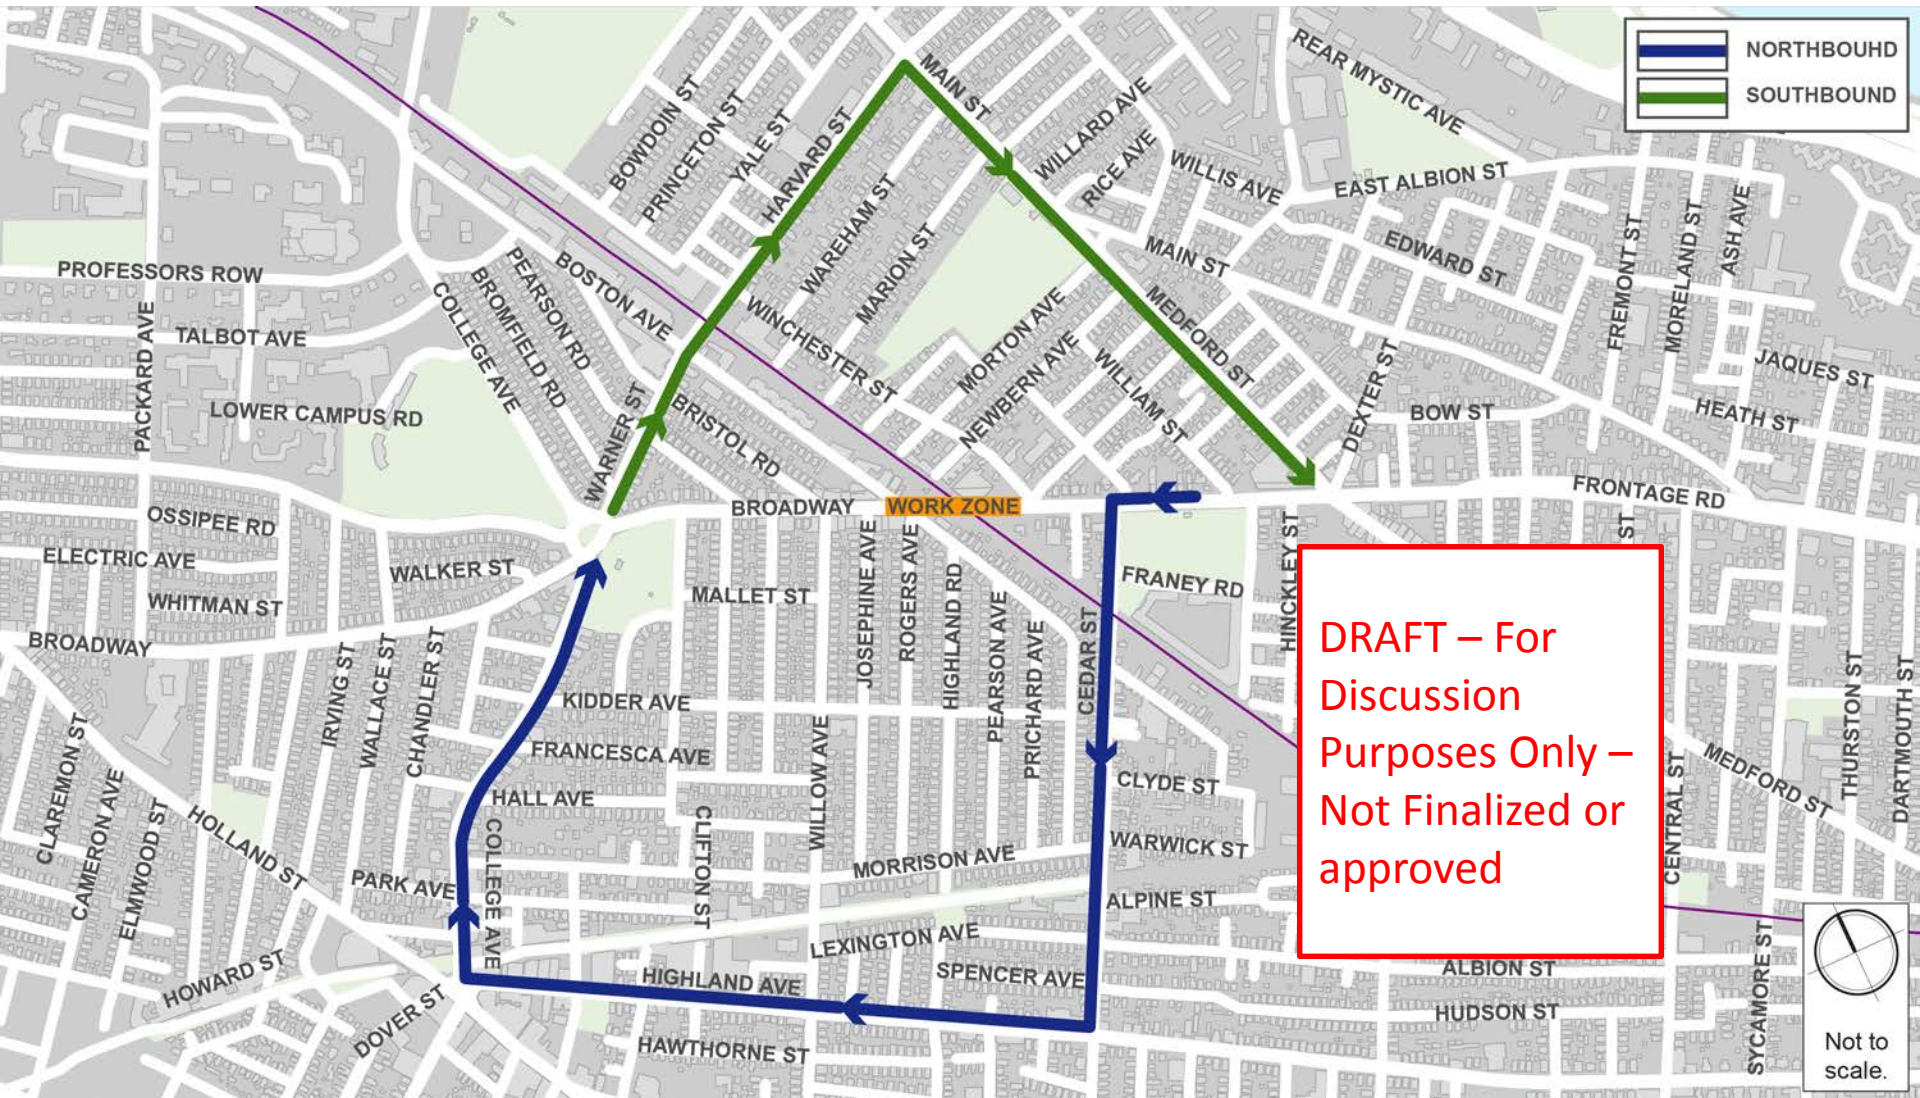 NORTHBOUHD
SOUTHBOUND
REAR MYSTIC AVE
MAIN ST
WILLARD AVE
BOWDOIN ST
PRINCETON ST
YALE ST
HARVARD ST
RICE AVE
WILLIS AVE
EAST ALBION ST
ASH AVE
WAREHAM ST
MARION ST
FREMONT ST
MORELAND ST
EDWARD ST
MAIN ST
PROFESSORS ROW
PEARSON RD
BROMFIELD RD
BOSTON AVE
COLLEGE AVE
PACKARD AVE
TALBOT AVE
WINCHESTER ST
MORTON AVE
NEWBERN AVE
MEDFORD ST
WILLIAM ST
DEXTER ST
JAQUES ST
LOWER CAMPUS RD
WARNER ST
BRISTOL RD
BOW ST
HEATH ST
FRONTAGE RD
BROADWAY
WORK ZONE
OSSIPEE RD
ELECTRIC AVE
WALKER ST
WHITMAN ST
BROADWAY
MALLET ST
JOSEPHINE AVE
ROGERS AVE
HIGHLAND RD
PEARSON AVE
PRICHARD AVE
CEDAR ST
FRANEY RD
HINCKLEY ST
ST
DRAFT – For
Discussion
Purposes Only –
Not Finalized or
approved
IRVING ST
WALLACE ST
CHANDLER ST
KIDDER AVE
FRANCESCA AVE
HALL AVE
WILLOW AVE
CLIFTON ST
CLYDE ST
WARWICK ST
MORRISON AVE
ALPINE ST
CENTRAL ST
MEDFORD ST
THURSTON ST
DARTMOUTH ST
CLAREMON ST
CAMERON AVE
ELMWOOD ST
HOLLAND ST
PARK AVE
COLLEGE AVE
LEXINGTON AVE
HIGHLAND AVE
SPENCER AVE
HOWARD ST
DOVER ST
HAWTHORNE ST
ALBION ST
HUDSON ST
SYCAMORE ST
Not to
scale.